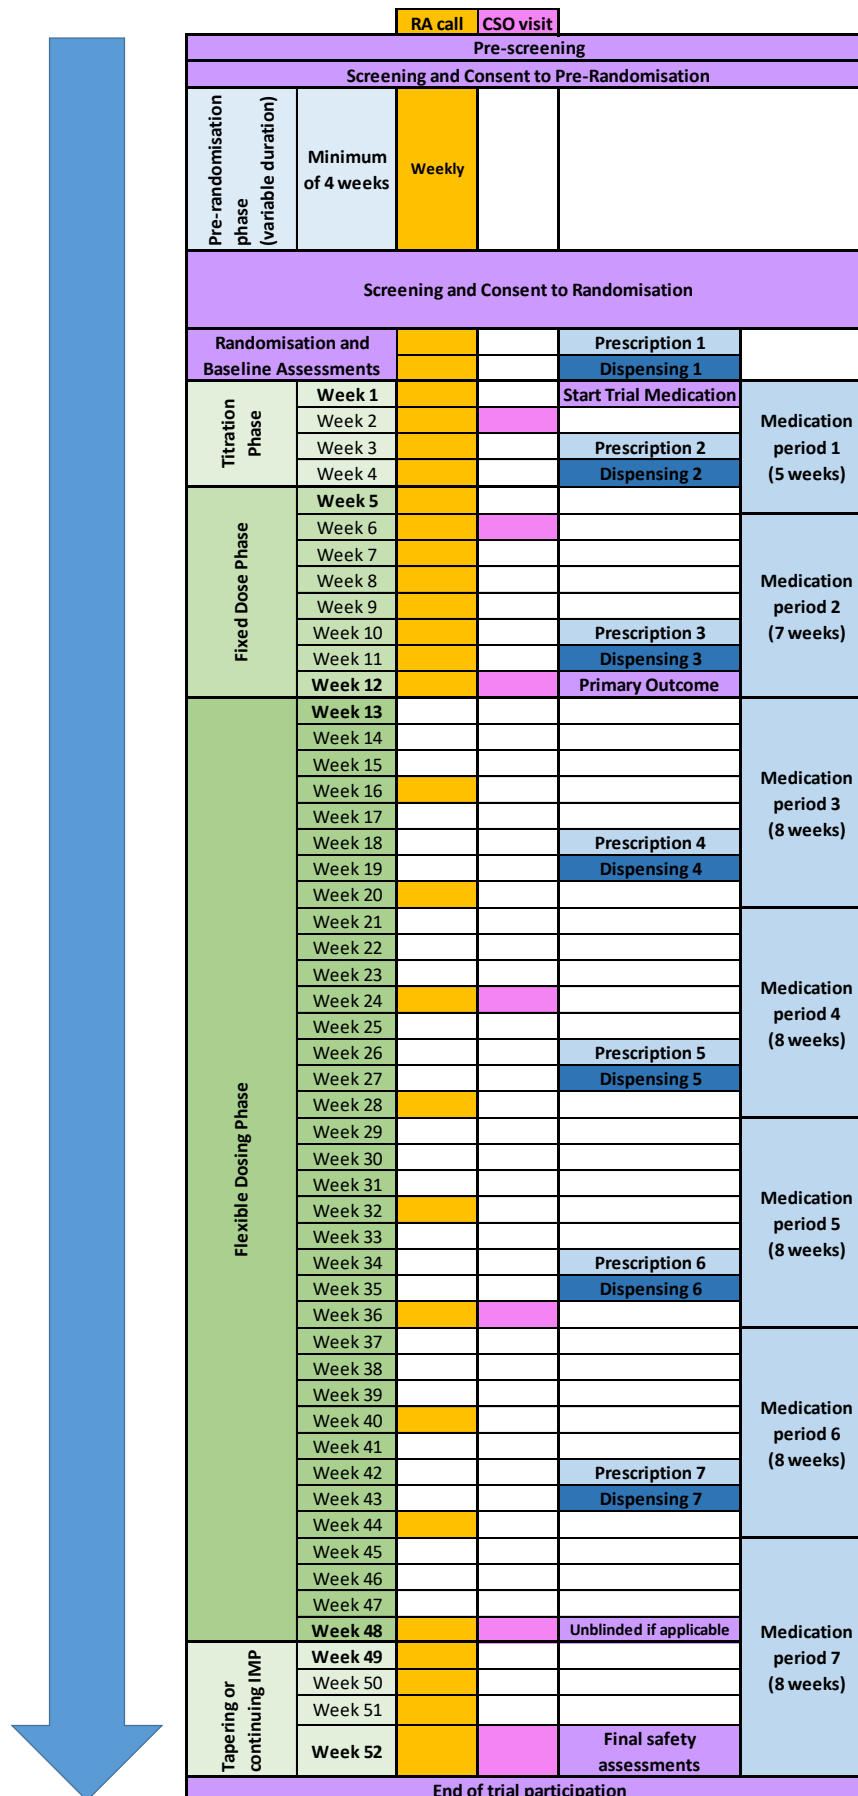 RA call CSO visit
Pre-screening
Screening and Consent to Pre-Randomisation
Pre-randomisation
phase
(variable duration)
Minimum
of 4 weeks
Weekly
Screening and Consent to Randomisation
Randomisation and
Baseline Assessments
Prescription 1
Dispensing 1
Titration
Phase
Week 1 Start Trial Medication
Week 2
Week 3 Prescription 2
Week 4 Dispensing 2
Medication
period 1
(5 weeks)
Fixed Dose Phase
Week 5
Week 6
Week 7
Week 8
Week 9
Week 10 Prescription 3
Week 11 Dispensing 3
Week 12 Primary Outcome
Medication
period 2
(7 weeks)
Flexible Dosing Phase
Week 13
Week 14
Week 15
Week 16
Week 17
Week 18 Prescription 4
Week 19 Dispensing 4
Week 20
Medication
period 3
(8 weeks)
Week 21
Week 22
Week 23
Week 24
Week 25
Week 26 Prescription 5
Week 27 Dispensing 5
Week 28
Medication
period 4
(8 weeks)
Week 29
Week 30
Week 31
Week 32
Week 33
Week 34 Prescription 6
Week 35 Dispensing 6
Week 36
Medication
period 5
(8 weeks)
Week 37
Week 38
Week 39
Week 40
Week 41
Week 42 Prescription 7
Week 43 Dispensing 7
Week 44
Medication
period 6
(8 weeks)
Week 45
Week 46
Week 47
Week 48 Unblinded if applicable
Tapering or
continuing IMP
Week 49
Week 50
Week 51
Week 52
Final safety
assessments
Medication
period 7
(8 weeks)
End of trial participation